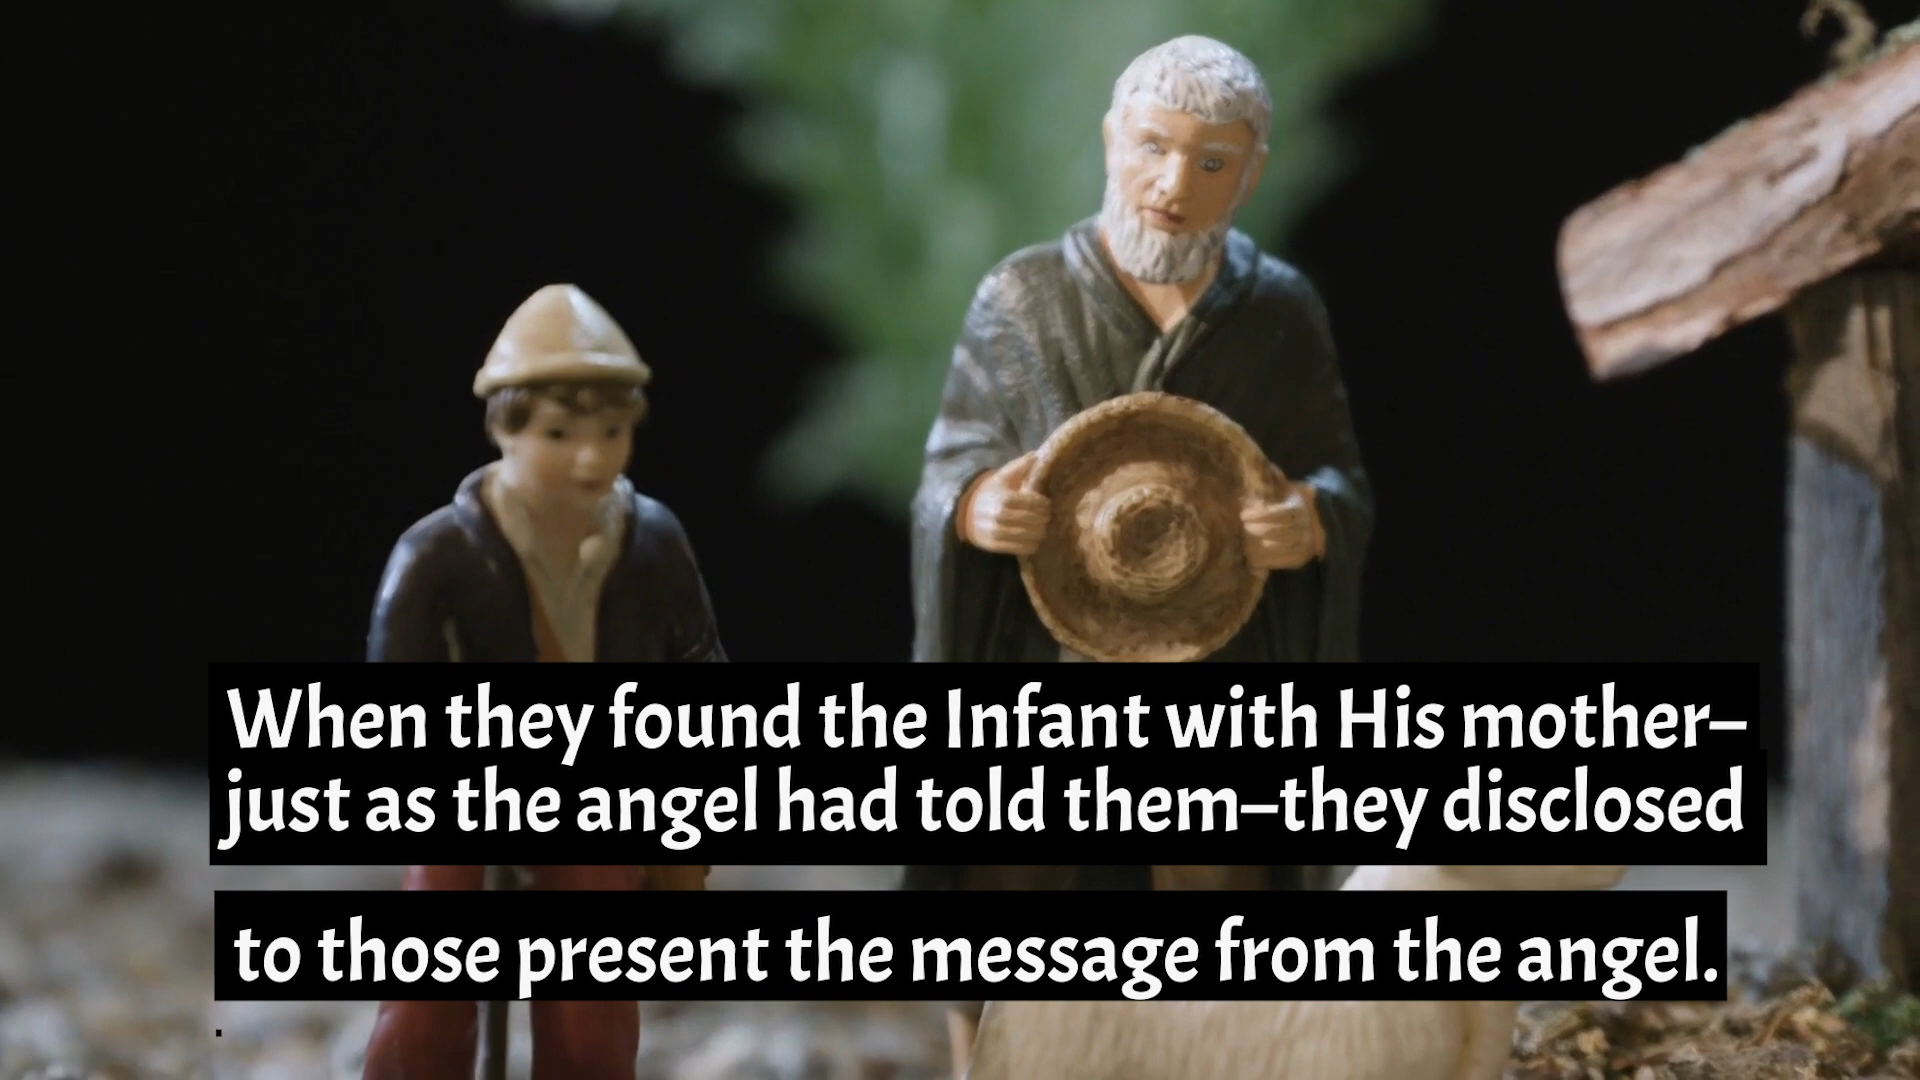 When they found the Infant with His mother–
just as the angel had told them–they disclosed
to those present the message from the angel.
.